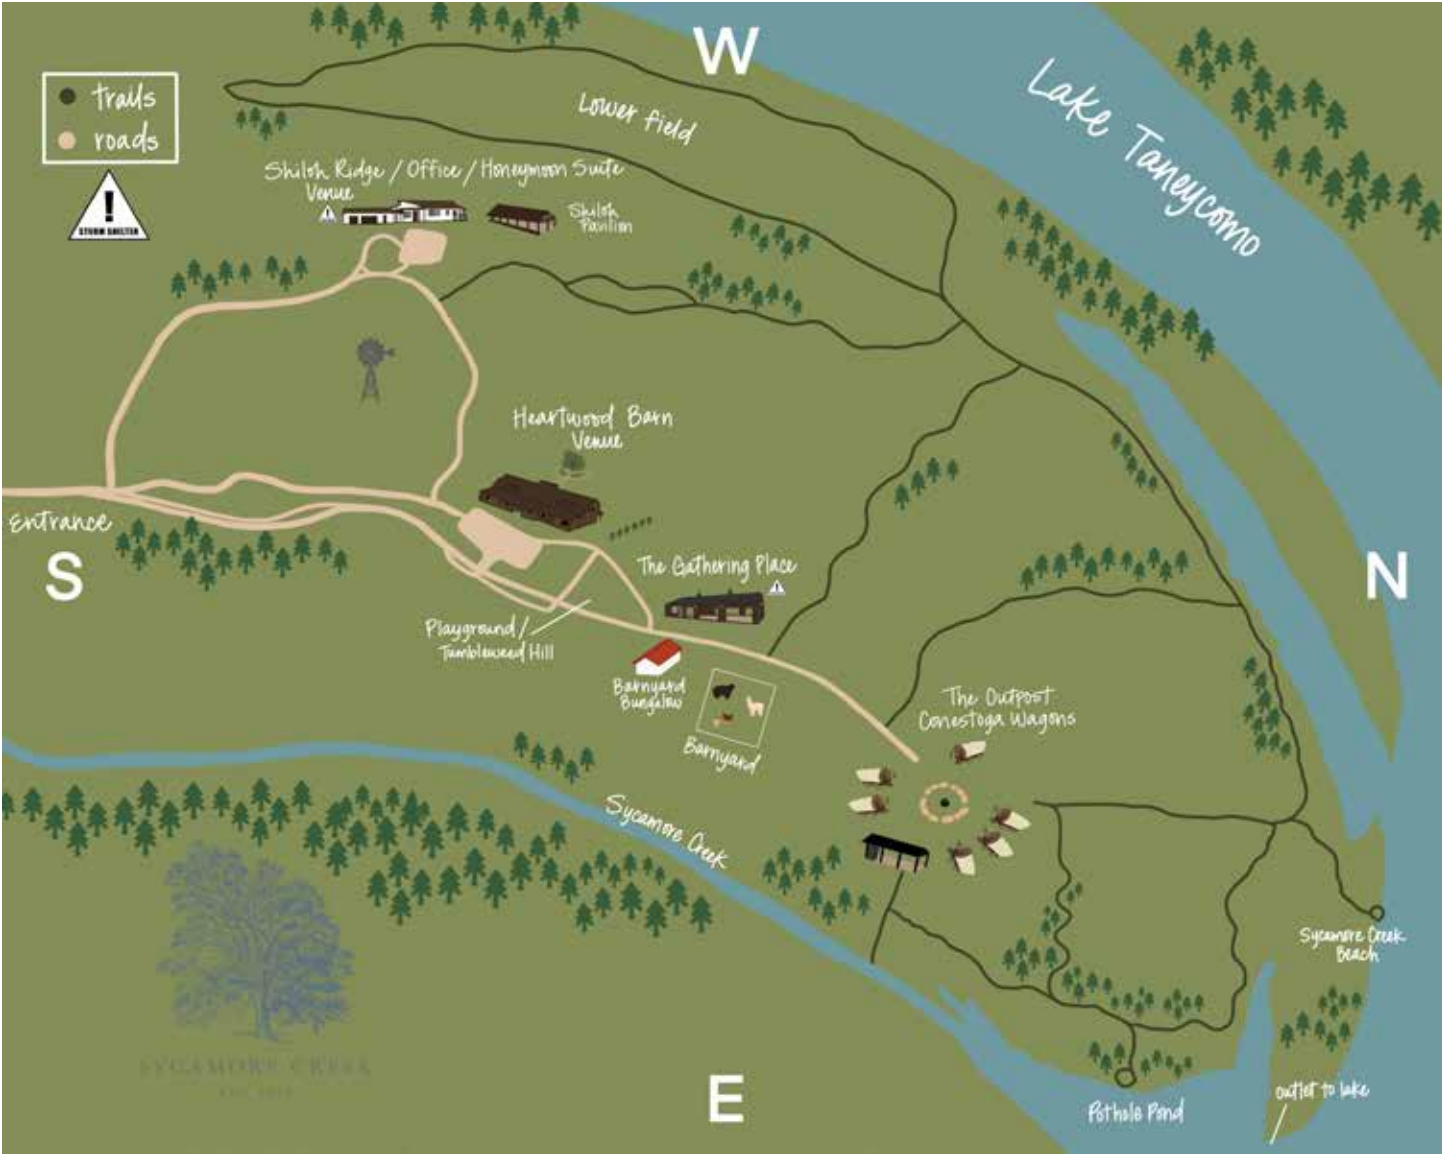 W
trails
roads
!
STORM SHELTER
Lake Taneycomo
Lower field
Shiloh Ridge / Office / Honeymoon Suite
Venue
Shiloh
Pavilion
Heartwood Barn
Venue
Entrance
S
N
The Gathering Place
Playground /
Tumbleweed Hill
Barnyard
Bungalow
Barnyard
The Outpost
Conestoga Wagons
Sycamore Creek
Sycamore Creek
Beach
SYCAMORE CREEK
E
Pothole Pond
outlet to lake